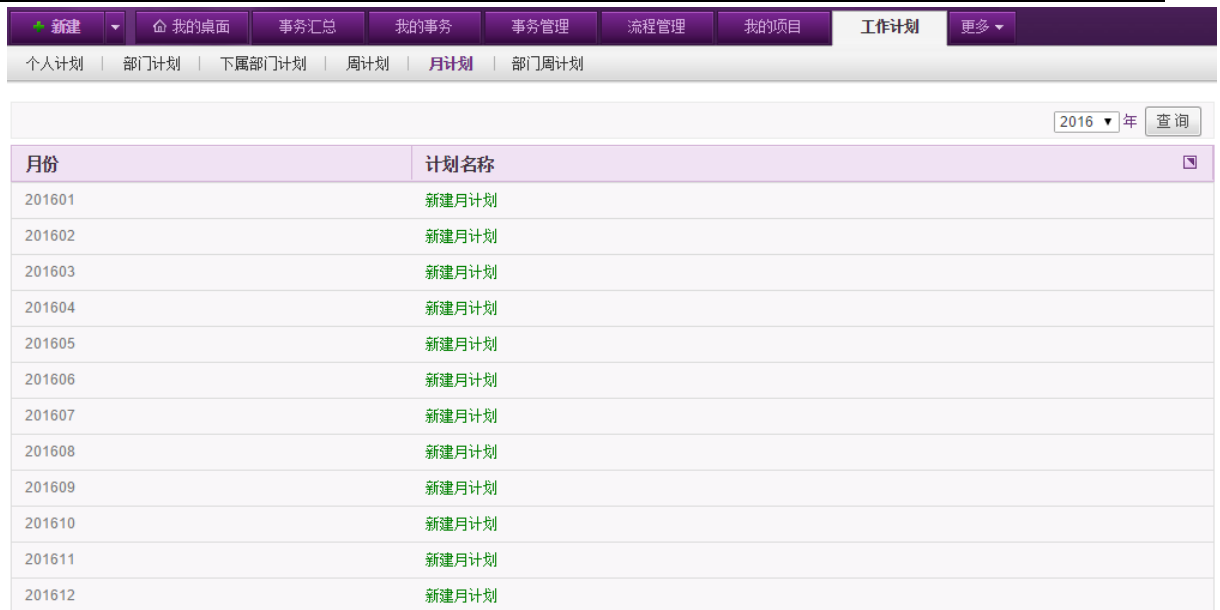 新建 我的桌面 事务汇总 我的事务 事务管理 流程管理 我的项目 工作计划 更多
个人计划 | 部门计划 | 下属部门计划 | 周计划 | 月计划 | 部门周计划
2016 年 查询
月份 计划名称
201601 新建月计划
201602 新建月计划
201603 新建月计划
201604 新建月计划
201605 新建月计划
201606 新建月计划
201607 新建月计划
201608 新建月计划
201609 新建月计划
201610 新建月计划
201611 新建月计划
201612 新建月计划